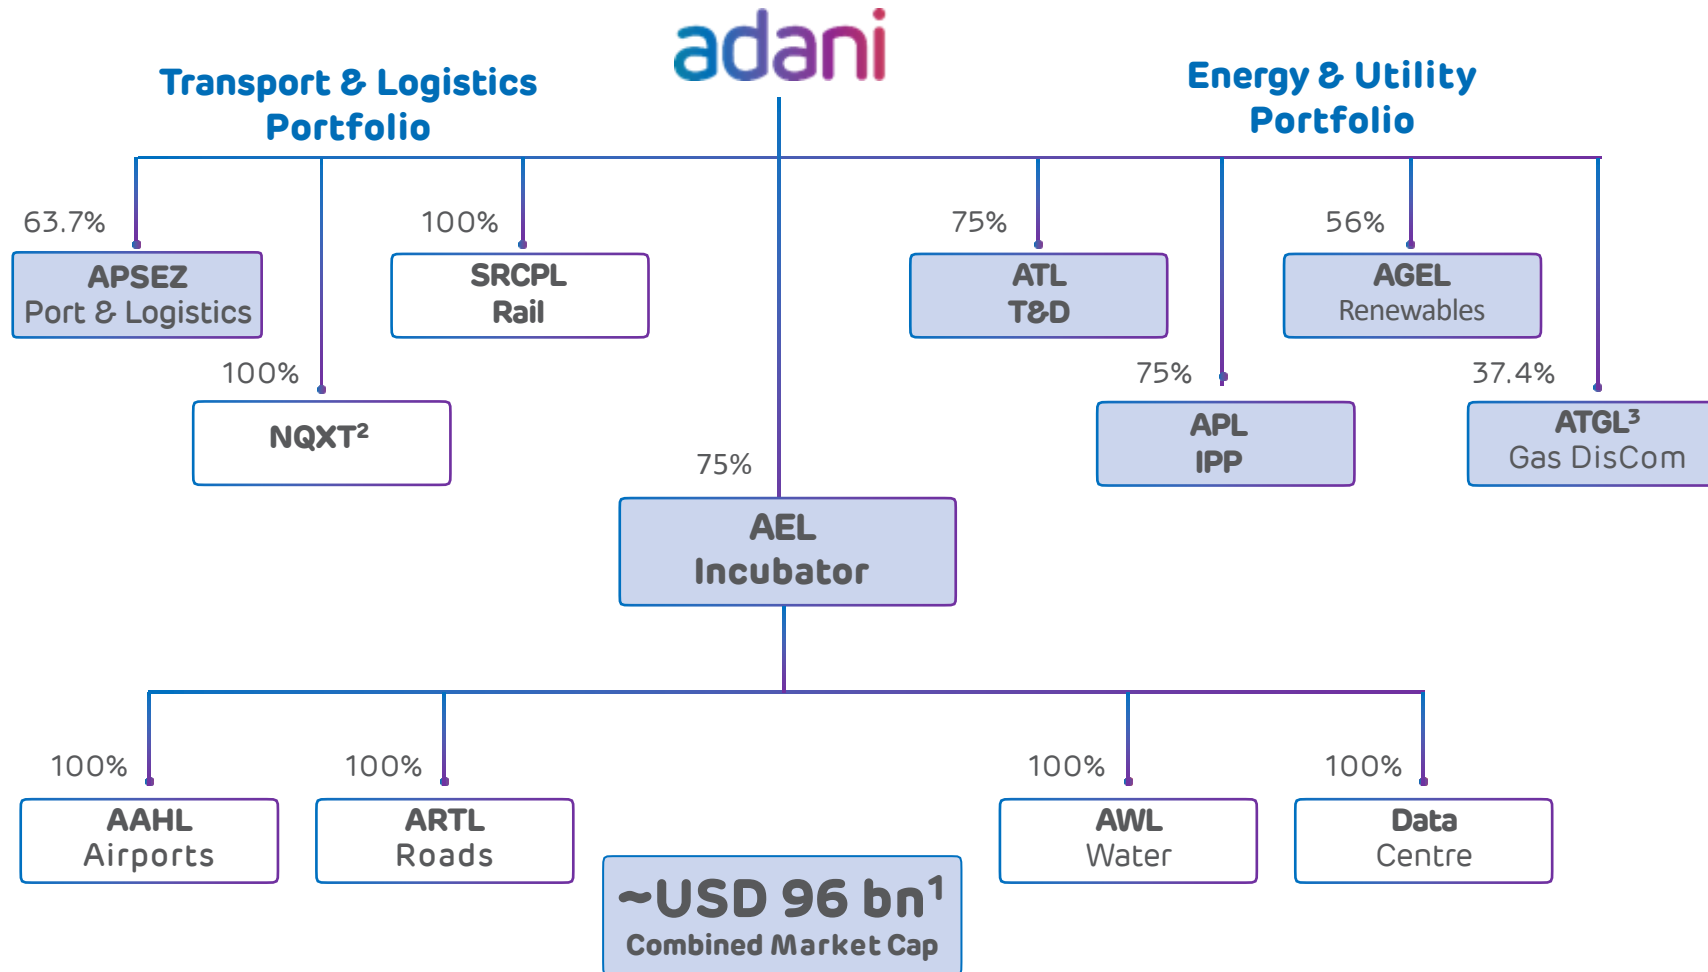 adani
Transport & Logistics
Portfolio
Energy & Utility
Portfolio
63.7%
APSEZ
Port & Logistics
100%
SRCPL
Rail
75%
ATL
T&D
56%
AGEL
Renewables
100%
NQXT²
75%
APL
IPP
37.4%
ATGL³
Gas DisCom
75%
AEL
Incubator
100%
AAHL
Airports
100%
ARTL
Roads
100%
AWL
Water
100%
Data
Centre
~USD 96 bn¹
Combined Market Cap